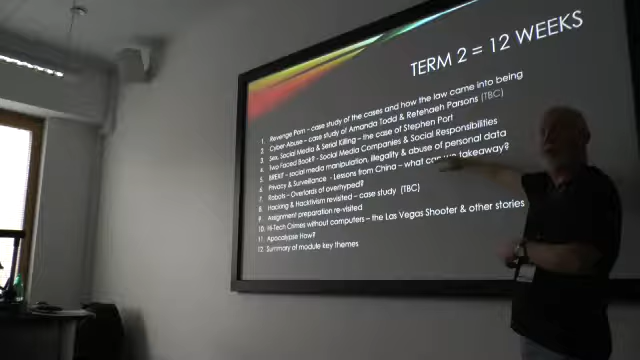 TERM 2 = 12 WEEKS
1. Revenge Porn – case study of the cases and how the law came into being
2. Cyber-Abuse – case study of Amanda Todd & Retehaeh Parsons (TBC)
3. Sex, Social Media & Serial Killing – the case of Stephen Port
4. Two Faced Book? - Social Media Companies & Social Responsibilities
5. BREXIT – social media manipulation, illegality & abuse of personal data
6. Privacy & Surveillance - Lessons from China – what can we takeaway?
7. Robots – Overlords of overhyped?
8. Hacking & Hacktivism revisited – case study (TBC)
9. Assignment preparation re-visited
10. Hi-Tech Crimes without computers – the Las Vegas Shooter & other stories
11. Apocalypse How?
12. Summary of module key themes